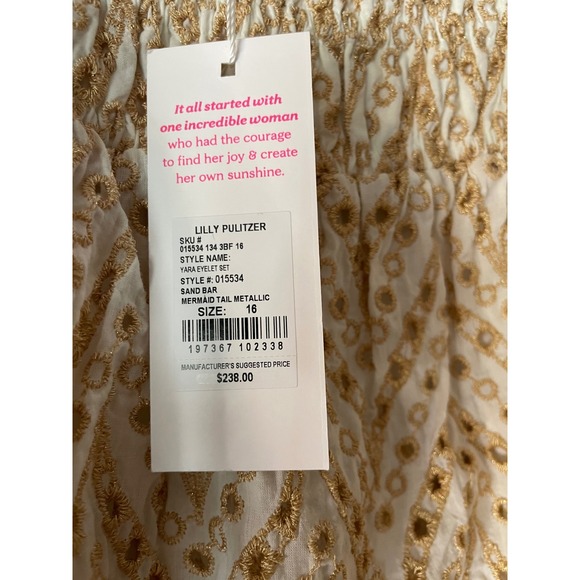 It all started with
one incredible woman
who had the courage
to find her joy & create
her own sunshine.
LILLY PULITZER
SKU #
015534 134 3BF 16
STYLE NAME:
YARA EYELET SET
STYLE #: 015534
SAND BAR
MERMAID TAIL METALLIC
SIZE: 16
197367 102338
MANUFACTURER'S SUGGESTED PRICE
$238.00